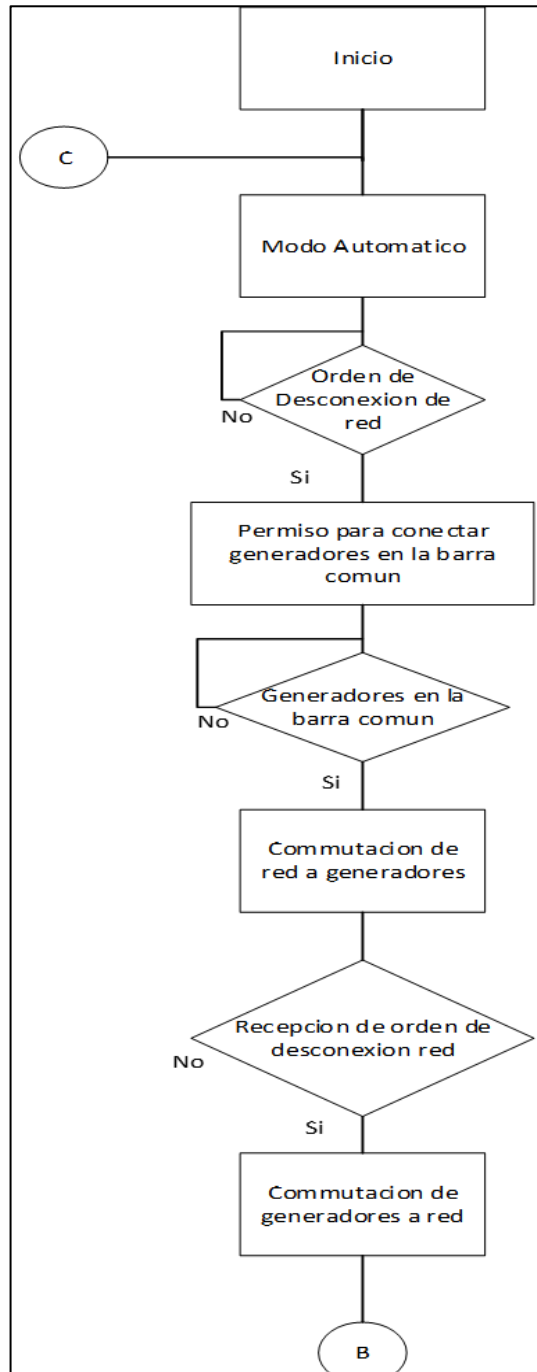 Inicio
C
Modo Automatico
Orden de
Desconexion de
red
No
Si
Permiso para conectar
generadores en la barra
comun
Generadores en la
barra comun
No
Si
Commutacion de
red a generadores
Recepcion de orden de
desconexion red
No
Si
Commutacion de
generadores a red
B